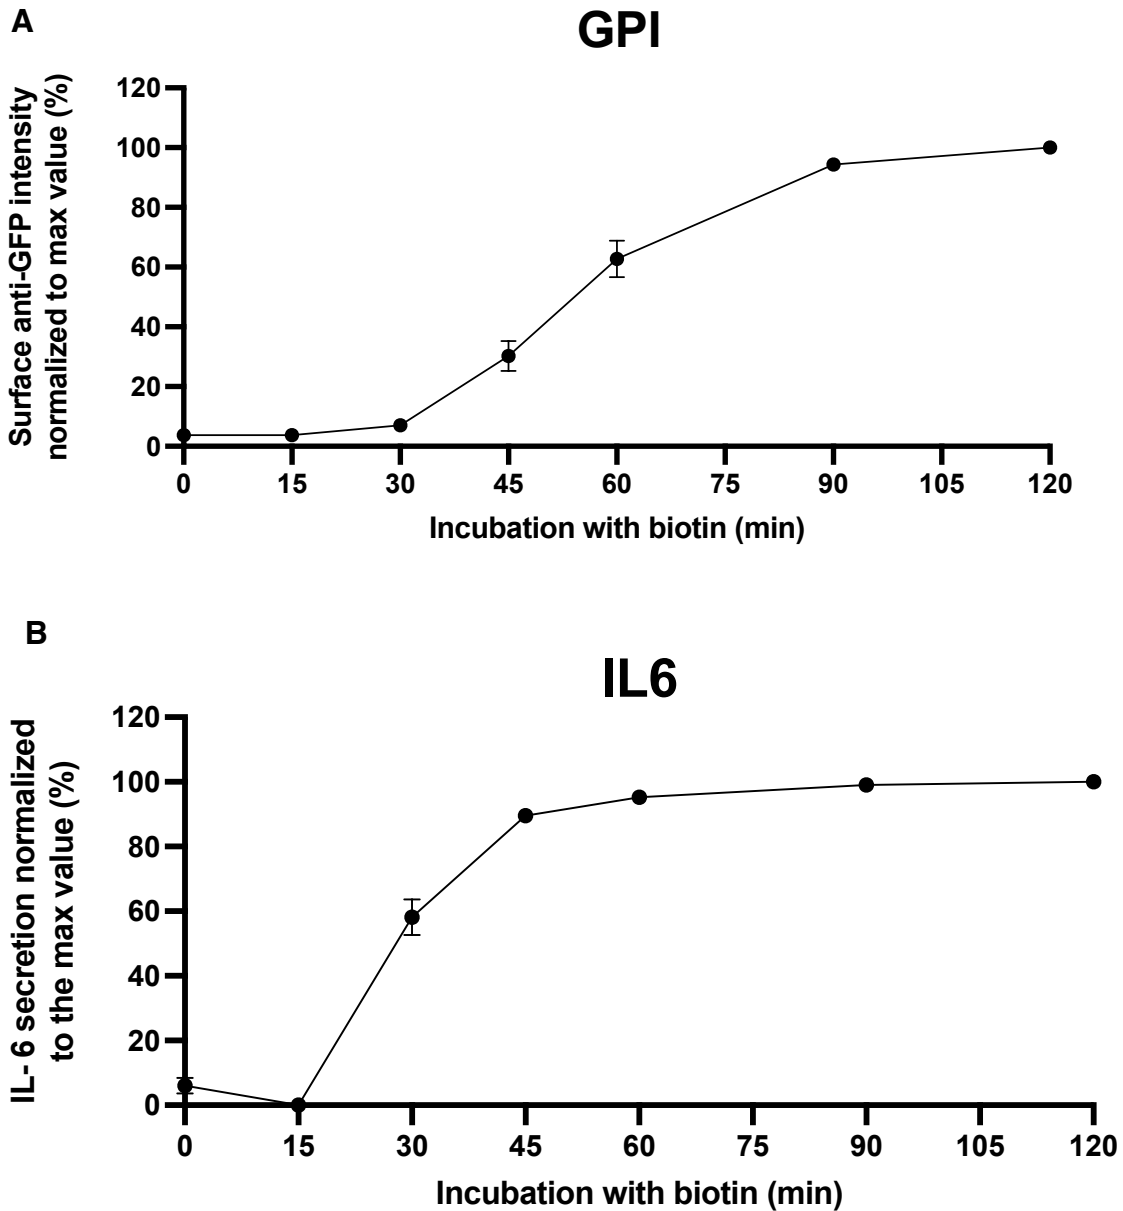 A
GPI
Surface anti-GFP intensity
normalized to max value (%)
120
100
80
60
40
20
0
0 15 30 45 60 75 90 105 120
Incubation with biotin (min)
B
IL6
IL- 6 secretion normalized
to the max value (%)
120
100
80
60
40
20
0
0 15 30 45 60 75 90 105 120
Incubation with biotin (min)